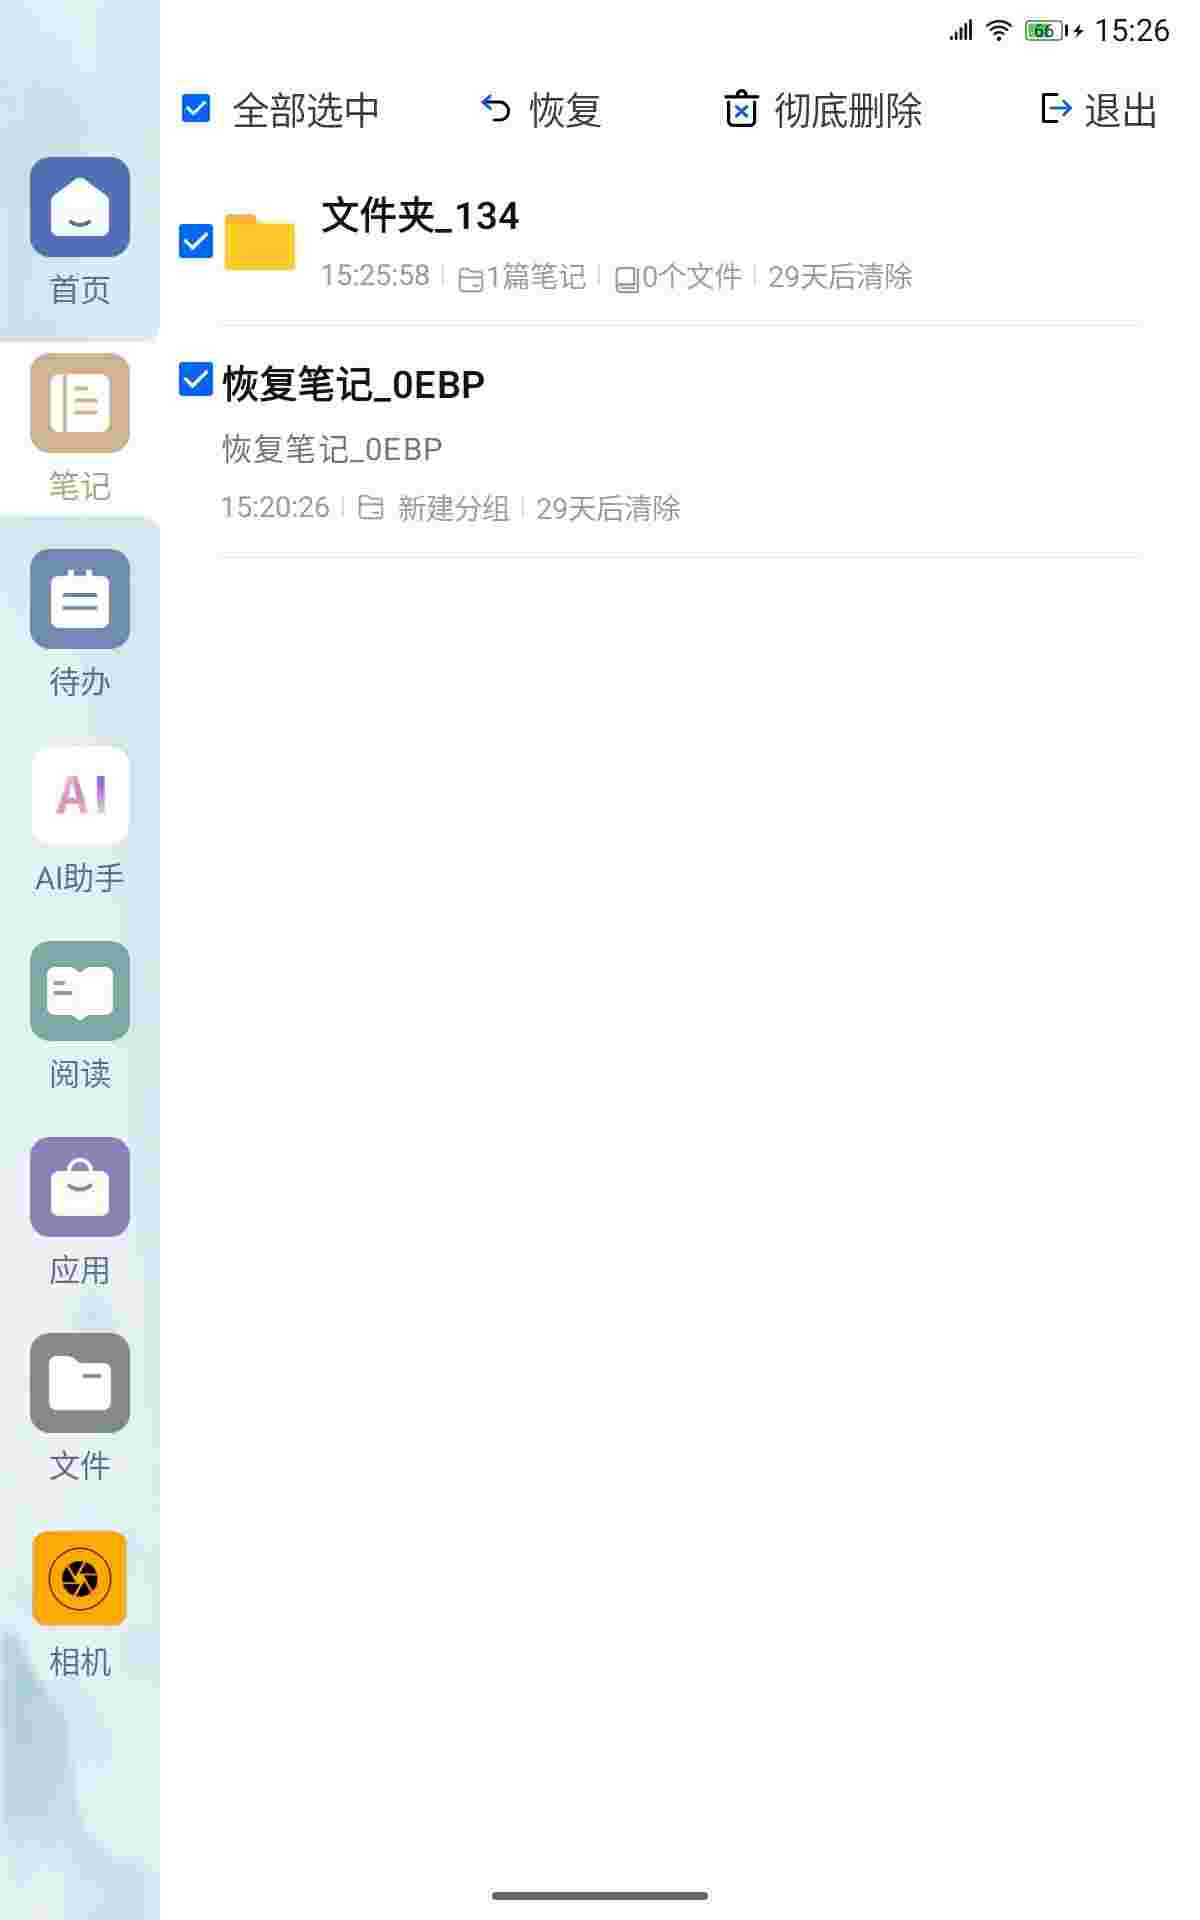 66 15:26
全部选中 恢复 彻底删除 退出
文件夹_134
15:25:58 1篇笔记 0个文件 29天后清除
恢复笔记_0EBP
恢复笔记_0EBP
15:20:26 新建分组 29天后清除
首页
笔记
待办
AI
AI助手
阅读
应用
文件
相机